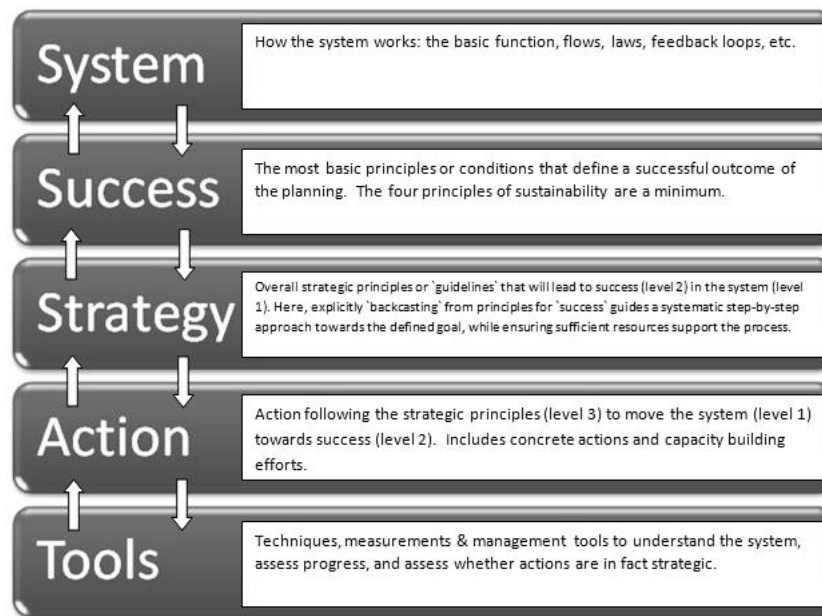 System
How the system works: the basic function, flows, laws, feedback loops, etc.
Success
The most basic principles or conditions that define a successful outcome of
the planning. The four principles of sustainability are a minimum.
Strategy
Overall strategic principles or `guidelines` that will lead to success (level 2) in the system (level
1). Here, explicitly `backcasting` from principles for `success` guides a systematic step-by-step
approach towards the defined goal, while ensuring sufficient resources support the process.
Action
Action following the strategic principles (level 3) to move the system (level 1)
towards success (level 2). Includes concrete actions and capacity building
efforts.
Tools
Techniques, measurements & management tools to understand the system,
assess progress, and assess whether actions are in fact strategic.